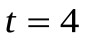 t = 4